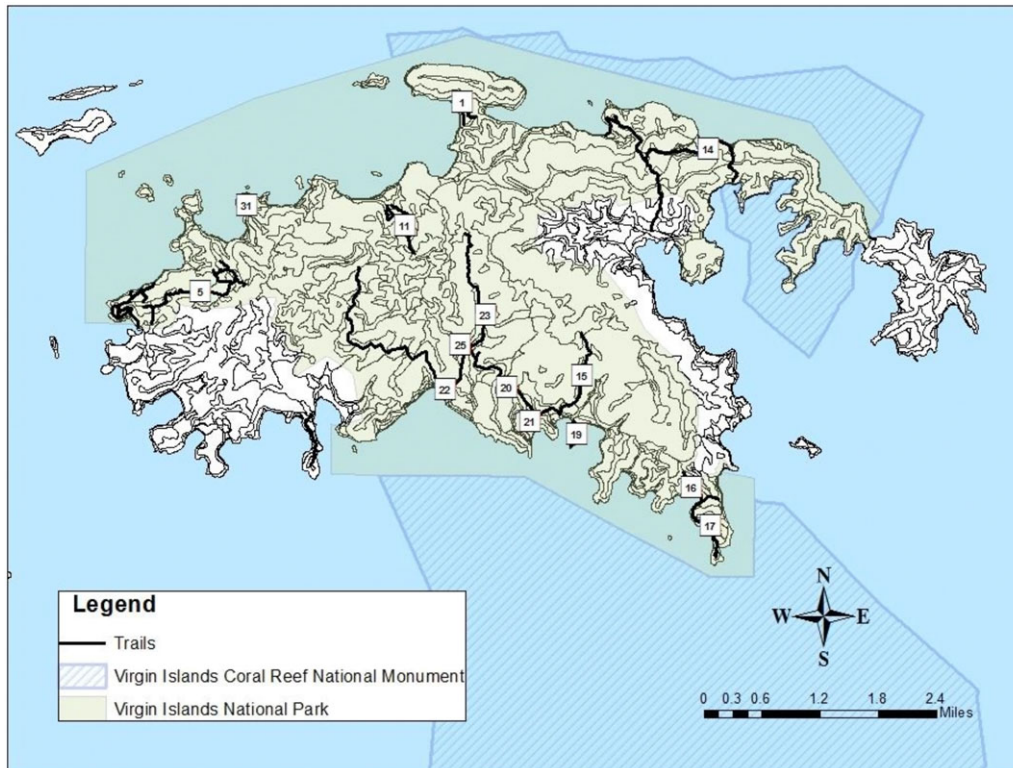 1
14
31
11
5
23
25
15
22
20
21
19
16
17
N
W E
S
Legend
Trails
Virgin Islands Coral Reef National Monument
Virgin Islands National Park
0 0.3 0.6 1.2 1.8 2.4
Miles